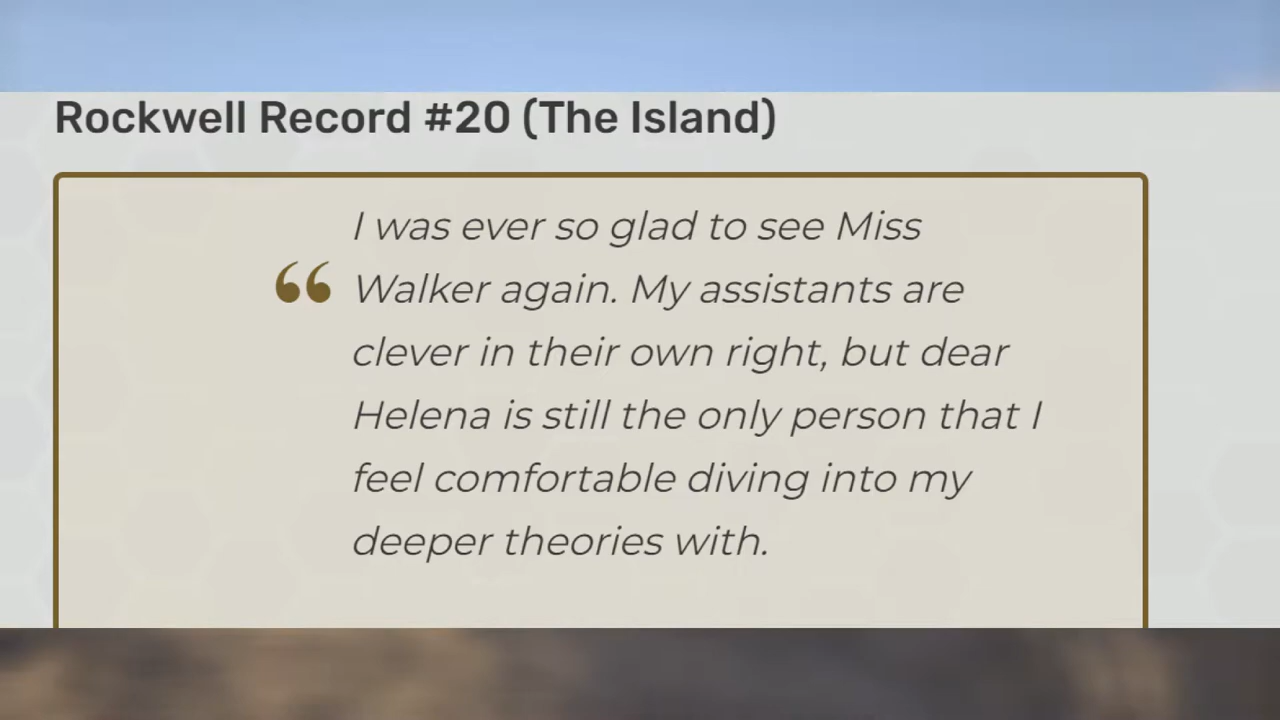 Rockwell Record #20 (The Island)
“ I was ever so glad to see Miss
Walker again. My assistants are
clever in their own right, but dear
Helena is still the only person that I
feel comfortable diving into my
deeper theories with.